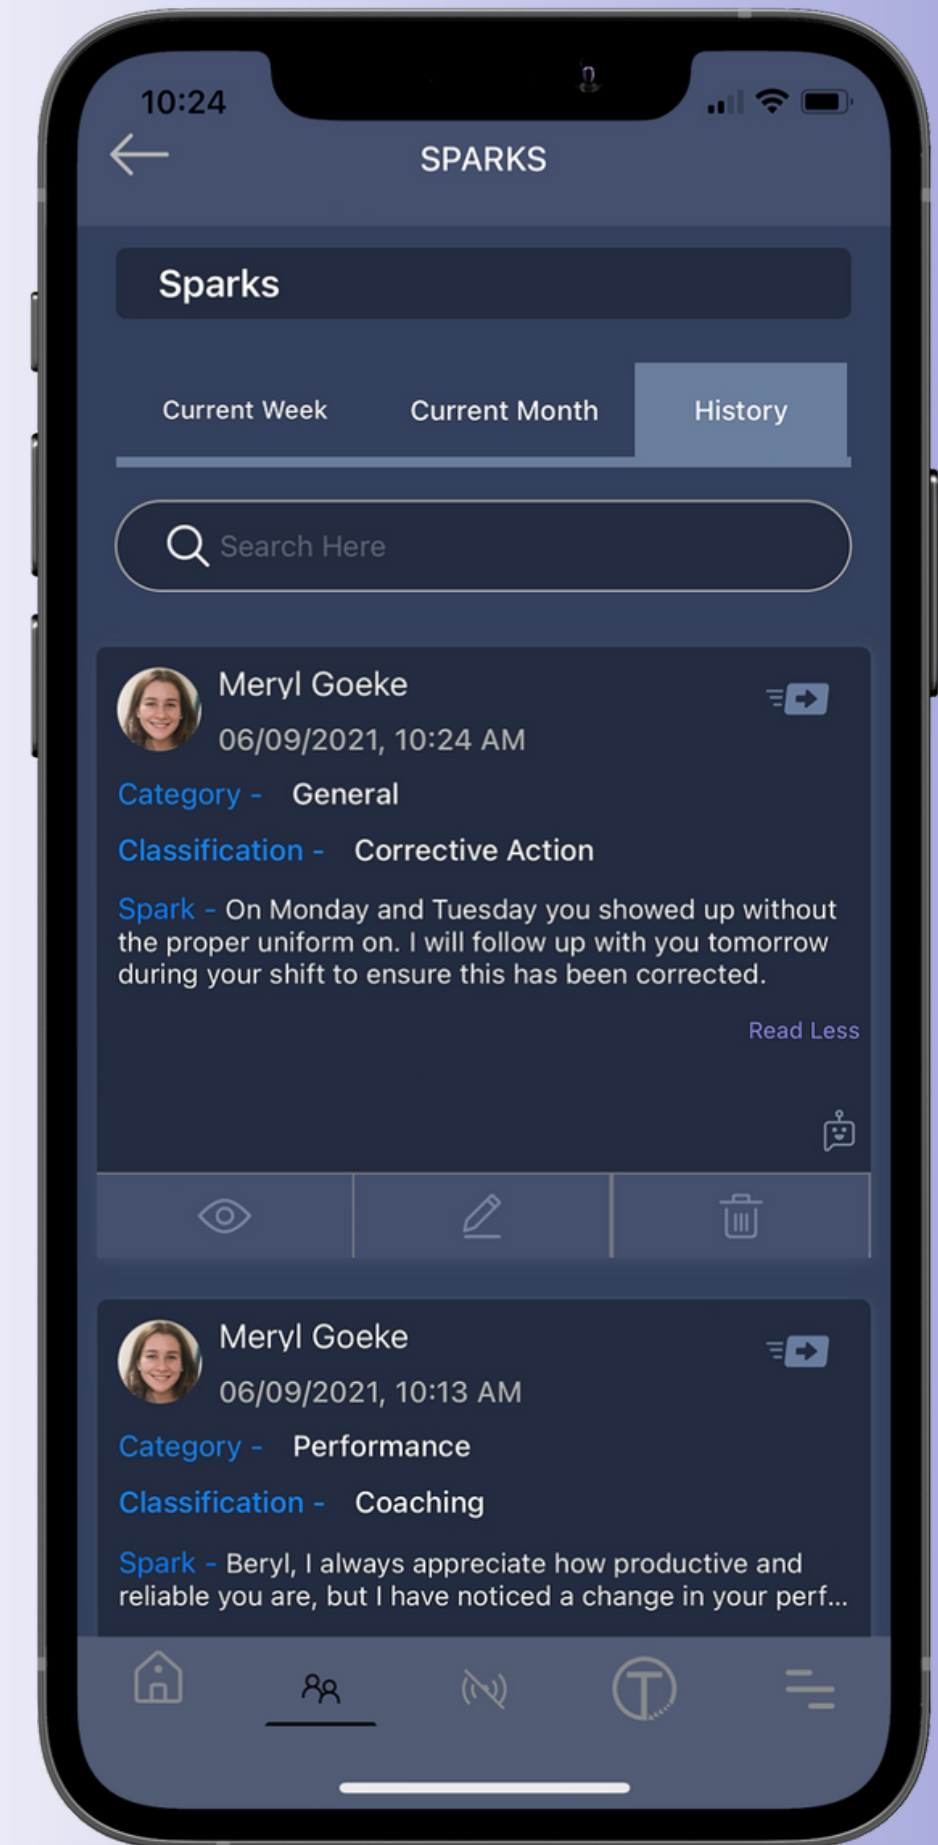 10:24
SPARKS
Sparks
Current Week Current Month History
Search Here
Meryl Goeke
06/09/2021, 10:24 AM
Category - General
Classification - Corrective Action
Spark - On Monday and Tuesday you showed up without
the proper uniform on. I will follow up with you tomorrow
during your shift to ensure this has been corrected.
Read Less
Meryl Goeke
06/09/2021, 10:13 AM
Category - Performance
Classification - Coaching
Spark - Beryl, I always appreciate how productive and
reliable you are, but I have noticed a change in your perf...
T